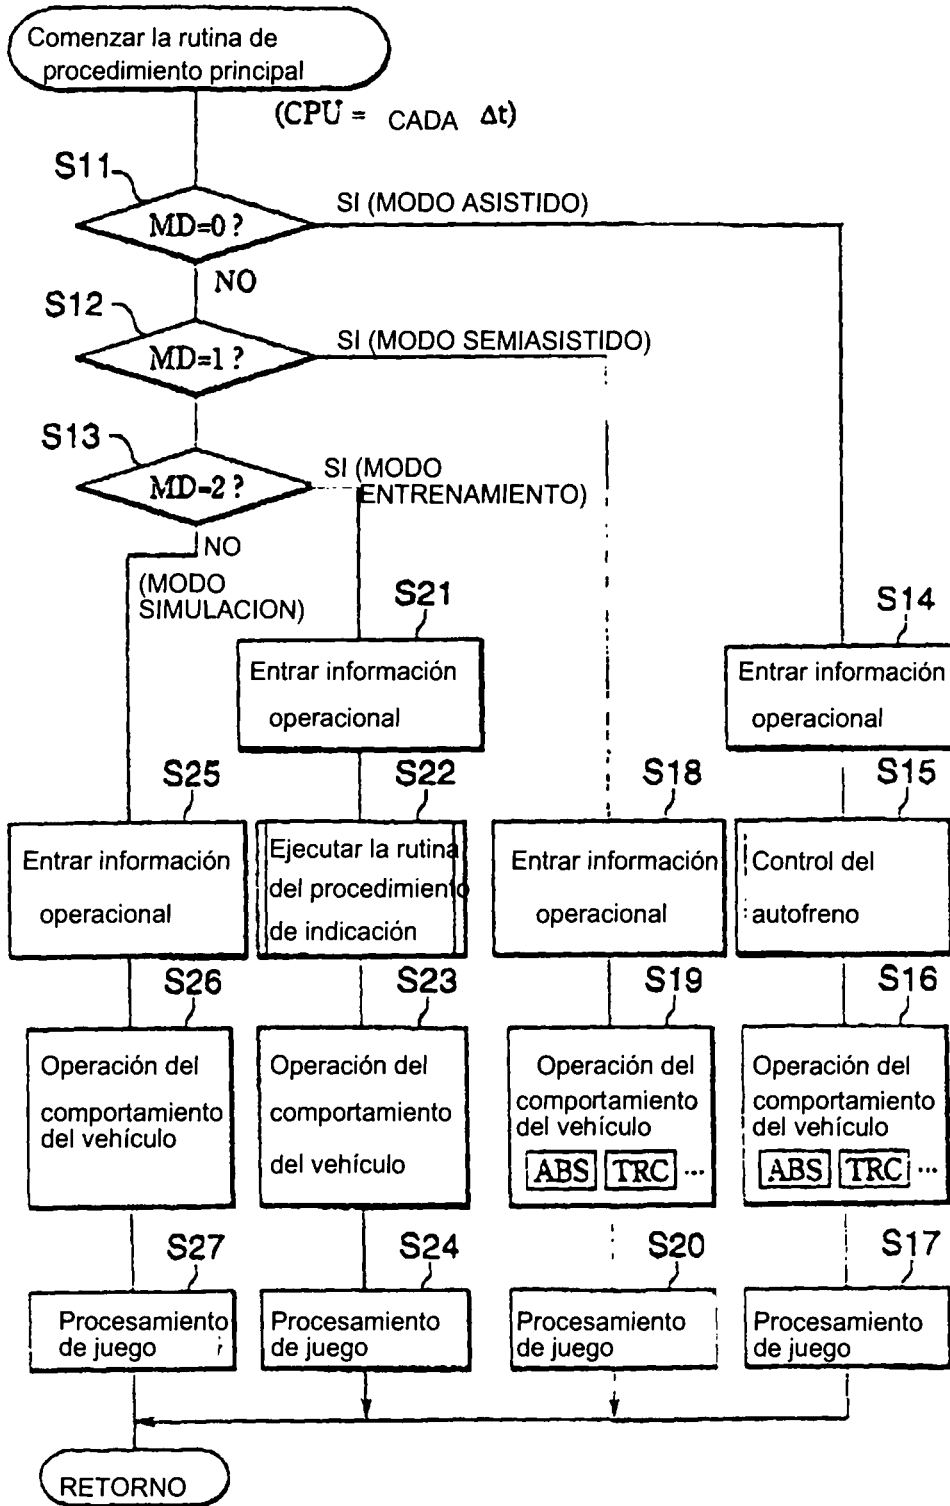 Comenzar la rutina de
procedimiento principal
(CPU = CADA Δt)
S11
MD=0 ?
SI (MODO ASISTIDO)
NO
S12
MD=1 ?
SI (MODO SEMIASISTIDO)
S13
MD=2 ?
SI (MODO
ENTRENAMIENTO)
NO
(MODO
SIMULACION)
S21
Entrar información
operacional
S14
Entrar información
operacional
S25
Entrar información
operacional
S22
Ejecutar la rutina
del procedimiento
de indicación
S18
Entrar información
operacional
S15
Control del
autofreno
S26
Operación del
comportamiento
del vehículo
S23
Operación del
comportamiento
del vehículo
S19
Operación del
comportamiento
del vehículo
ABS TRC ...
S16
Operación del
comportamiento
del vehículo
ABS TRC ...
S27
Procesamiento
de juego
S24
Procesamiento
de juego
S20
Procesamiento
de juego
S17
Procesamiento
de juego
RETORNO